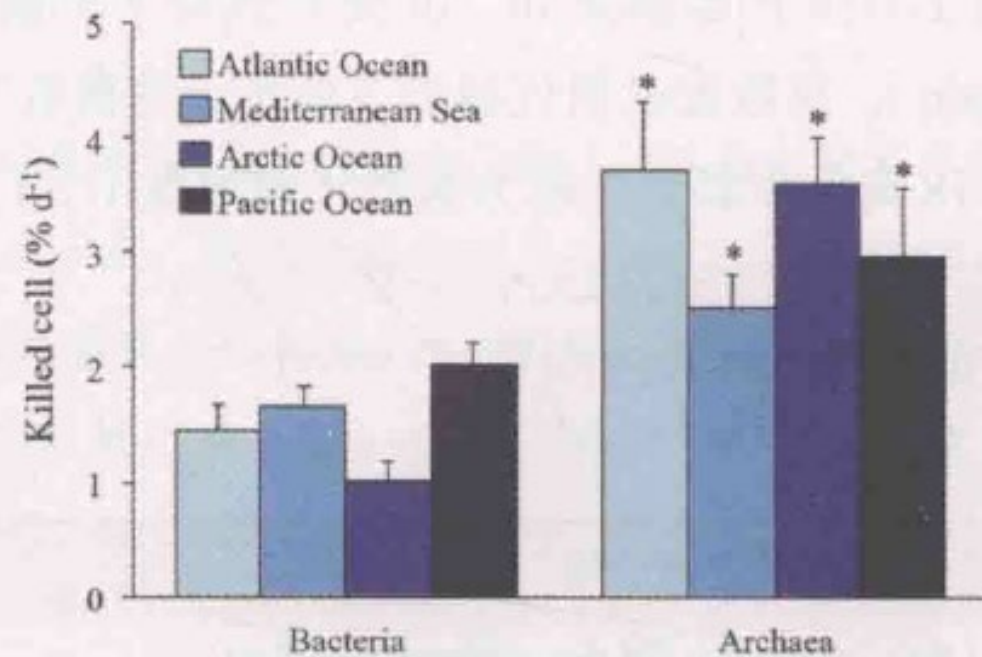 5
4
3
2
1
0
Killed cell (% d⁻¹)
Atlantic Ocean
Mediterranean Sea
Arctic Ocean
Pacific Ocean
*
*
*
*
Bacteria
Archaea